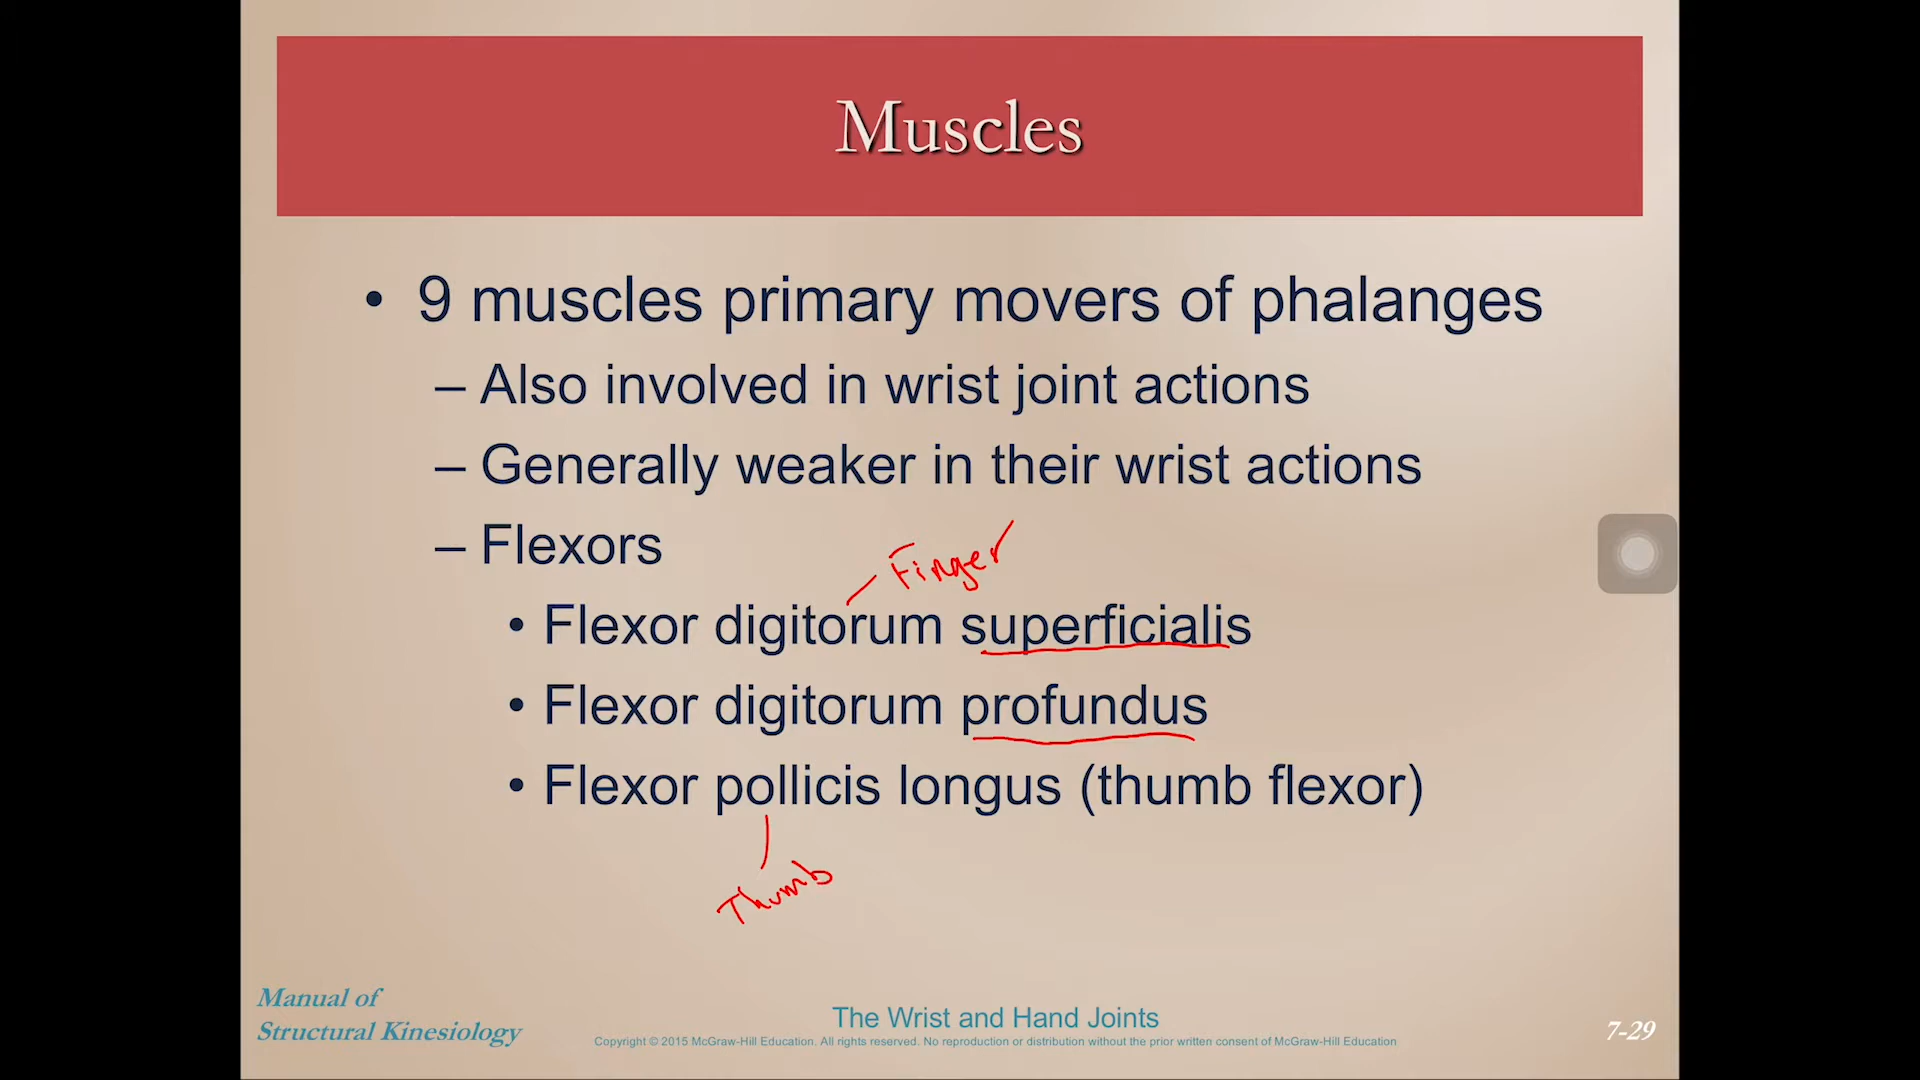 Muscles
• 9 muscles primary movers of phalanges
– Also involved in wrist joint actions
– Generally weaker in their wrist actions
– Flexors
Finger
• Flexor digitorum superficialis
• Flexor digitorum profundus
• Flexor pollicis longus (thumb flexor)
Thumb
Manual of
Structural Kinesiology
The Wrist and Hand Joints
Copyright © 2015 McGraw-Hill Education. All rights reserved. No reproduction or distribution without the prior written consent of McGraw-Hill Education
7-29